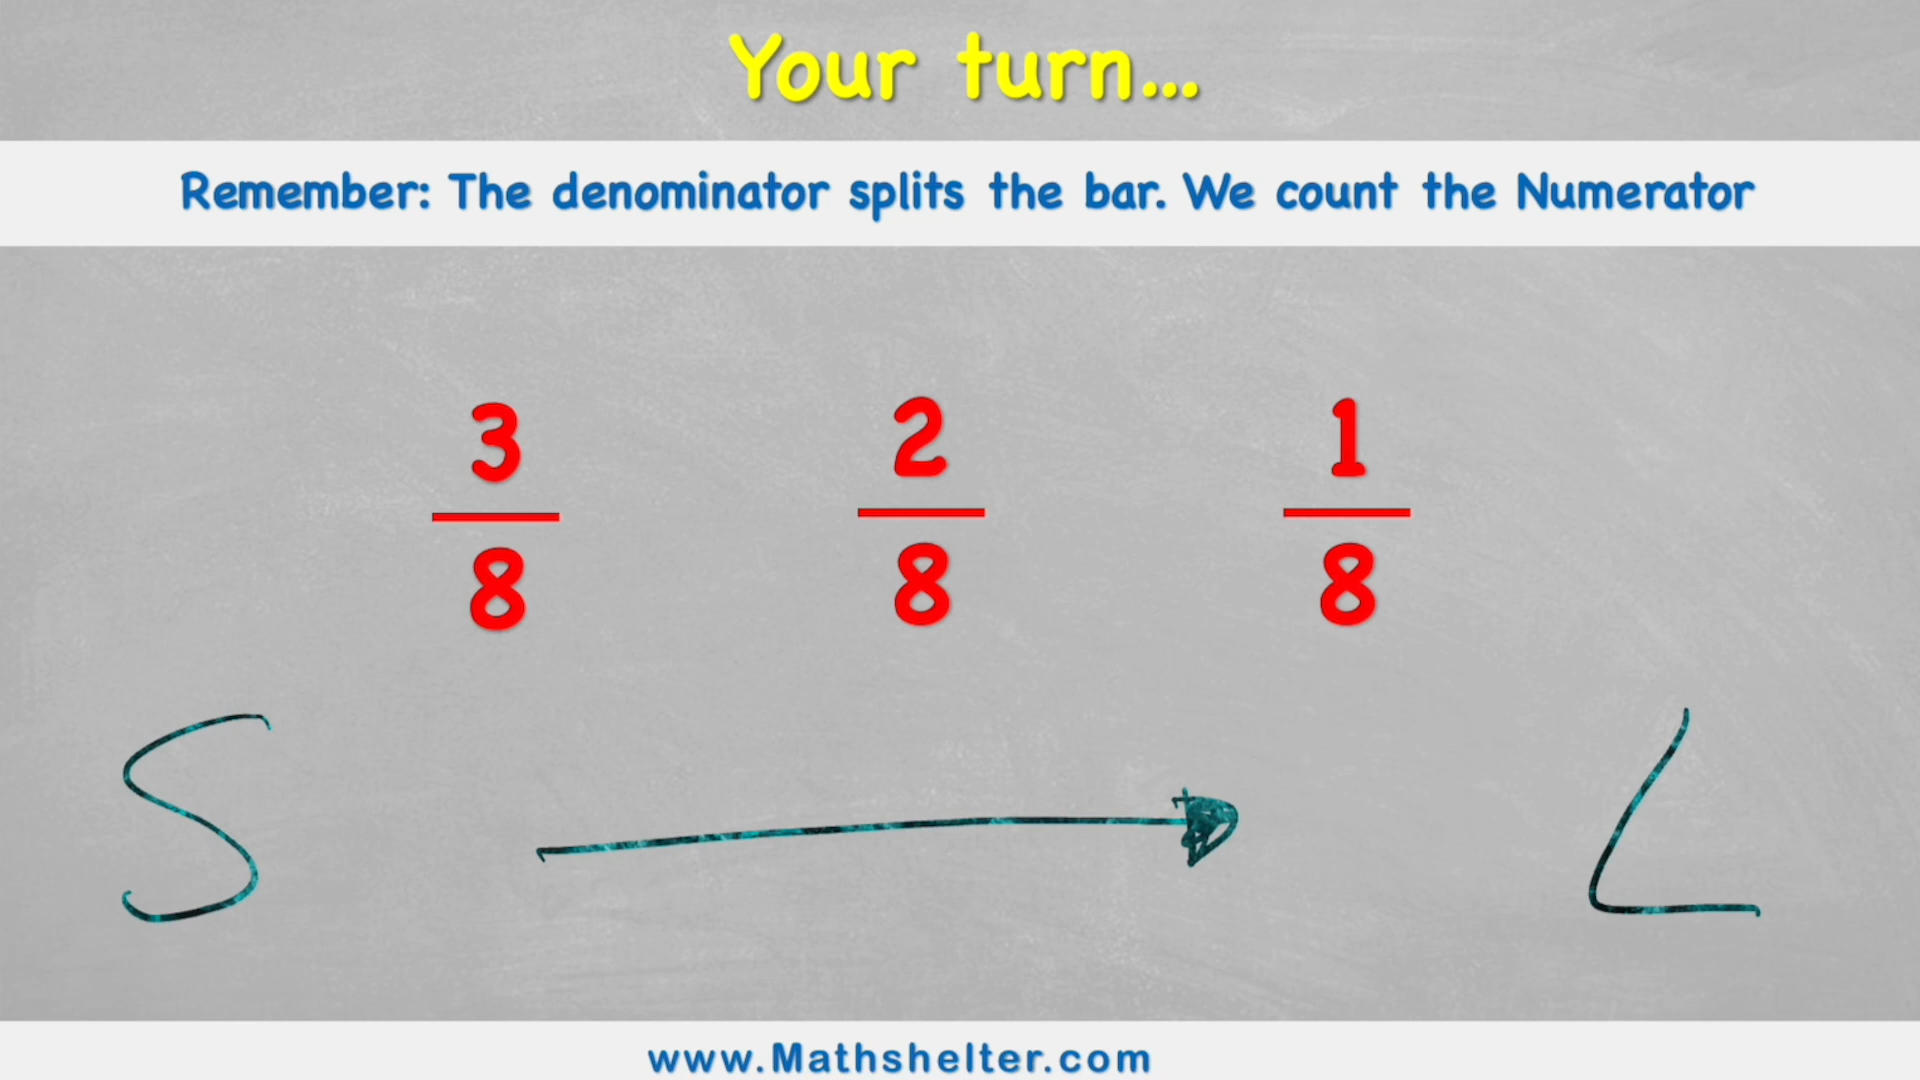 Your turn...
Remember: The denominator splits the bar. We count the Numerator
3 2 1
8 8 8
S L
www.Mathshelter.com